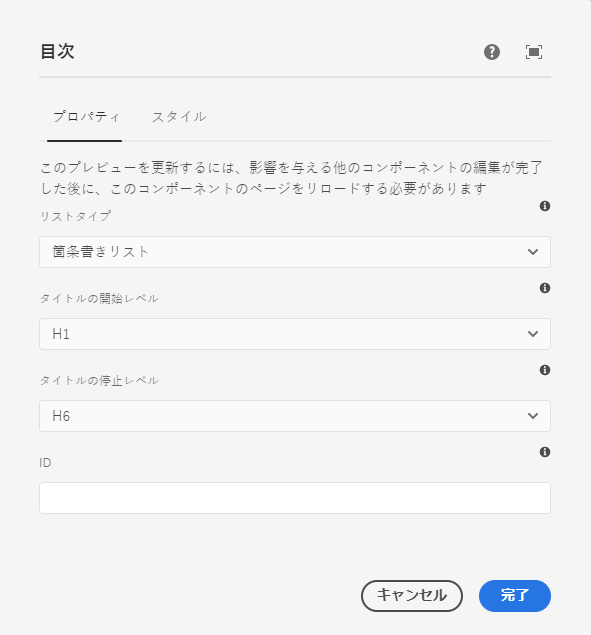 目次
プロパティ スタイル
このプレビューを更新するには、影響を与える他のコンポーネントの編集が完了
した後に、このコンポーネントのページをリロードする必要があります
リストタイプ
箇条書きリスト
タイトルの開始レベル
H1
タイトルの停止レベル
H6
ID
キャンセル 完了